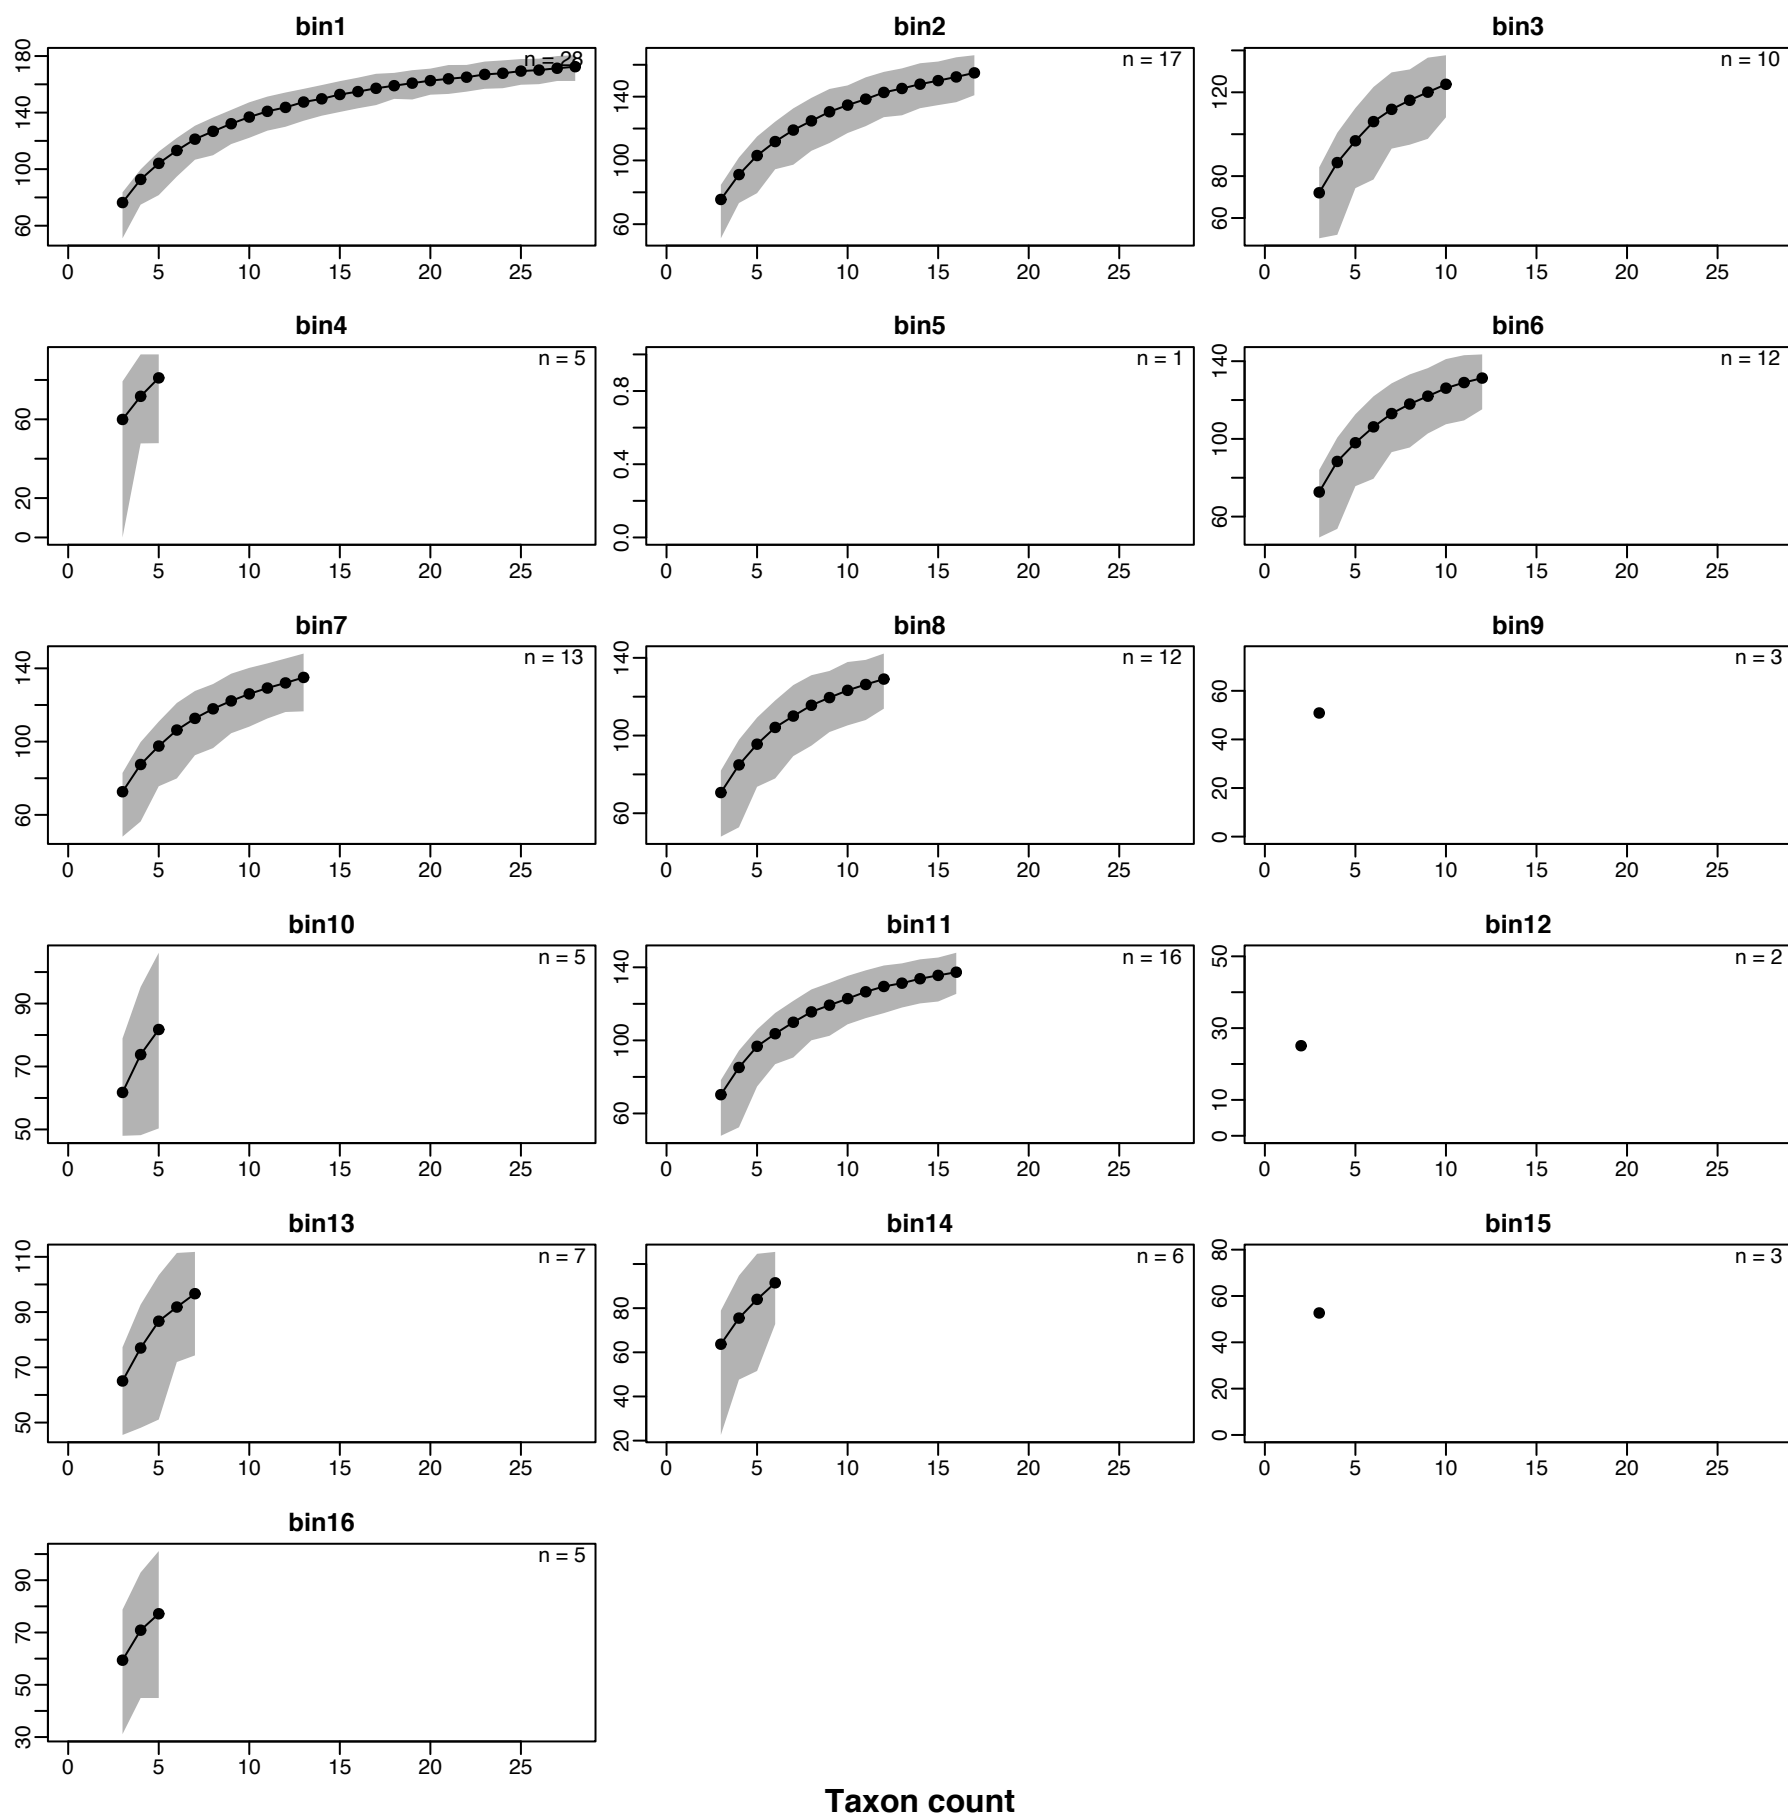 bin1 bin2 bin3
n = 28 n = 17 n = 10
60 100 140 180
60 100 140
60 80 120
0 5 10 15 20 25 0 5 10 15 20 25 0 5 10 15 20 25
bin4 bin5 bin6
n = 5 n = 1 n = 12
0 20 60
0.0 0.4 0.8
60 100 140
0 5 10 15 20 25 0 5 10 15 20 25 0 5 10 15 20 25
bin7 bin8 bin9
n = 13 n = 12 n = 3
60 100 140
60 100 140
0 20 40 60
0 5 10 15 20 25 0 5 10 15 20 25 0 5 10 15 20 25
bin10 bin11 bin12
n = 5 n = 16 n = 2
50 70 90
60 100 140
0 10 30 50
0 5 10 15 20 25 0 5 10 15 20 25 0 5 10 15 20 25
bin13 bin14 bin15
n = 7 n = 6 n = 3
50 70 90 110
20 40 60 80
0 20 40 60 80
0 5 10 15 20 25 0 5 10 15 20 25 0 5 10 15 20 25
bin16
n = 5
30 50 70 90
0 5 10 15 20 25
Taxon count